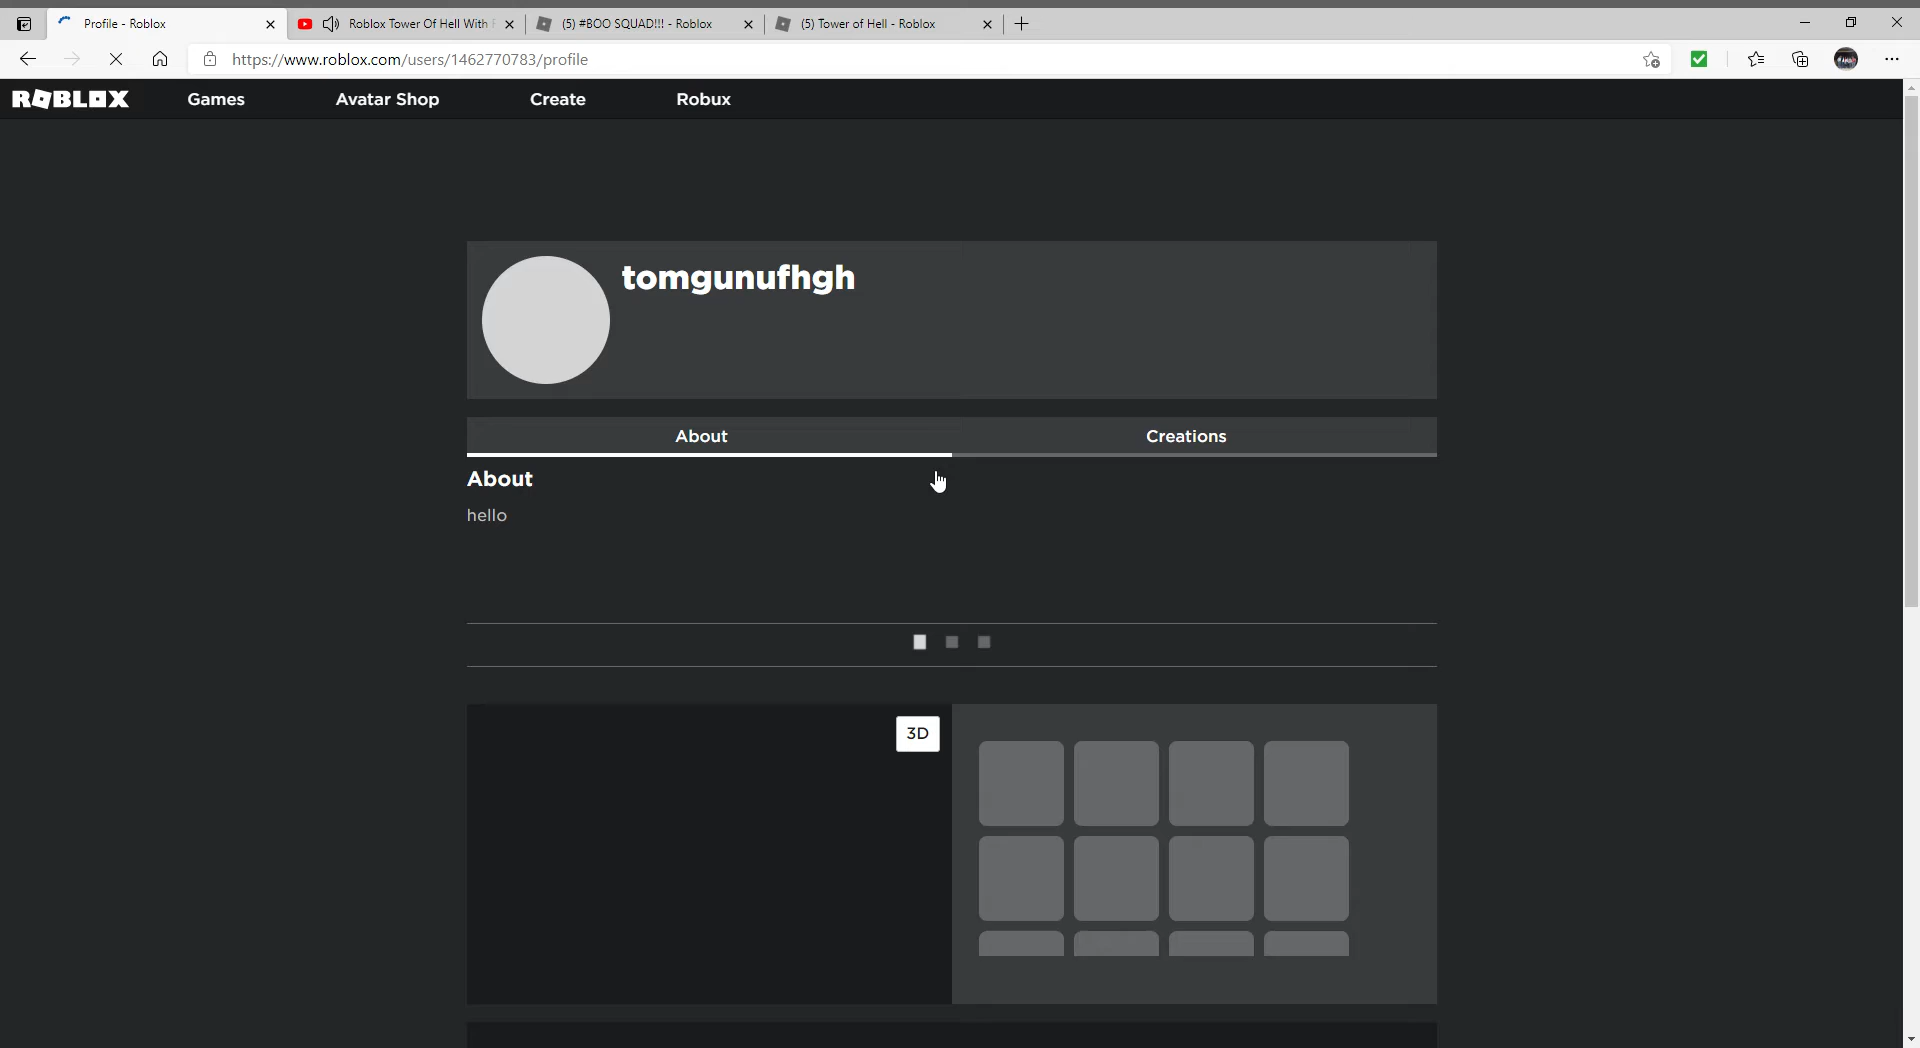 Profile - Roblox
Roblox Tower Of Hell With
(5) #BOO SQUAD!!! - Roblox
(5) Tower of Hell - Roblox
https://www.roblox.com/users/1462770783/profile
ROBLOX Games Avatar Shop Create Robux
tomgunufhgh
About Creations
About
hello
3D